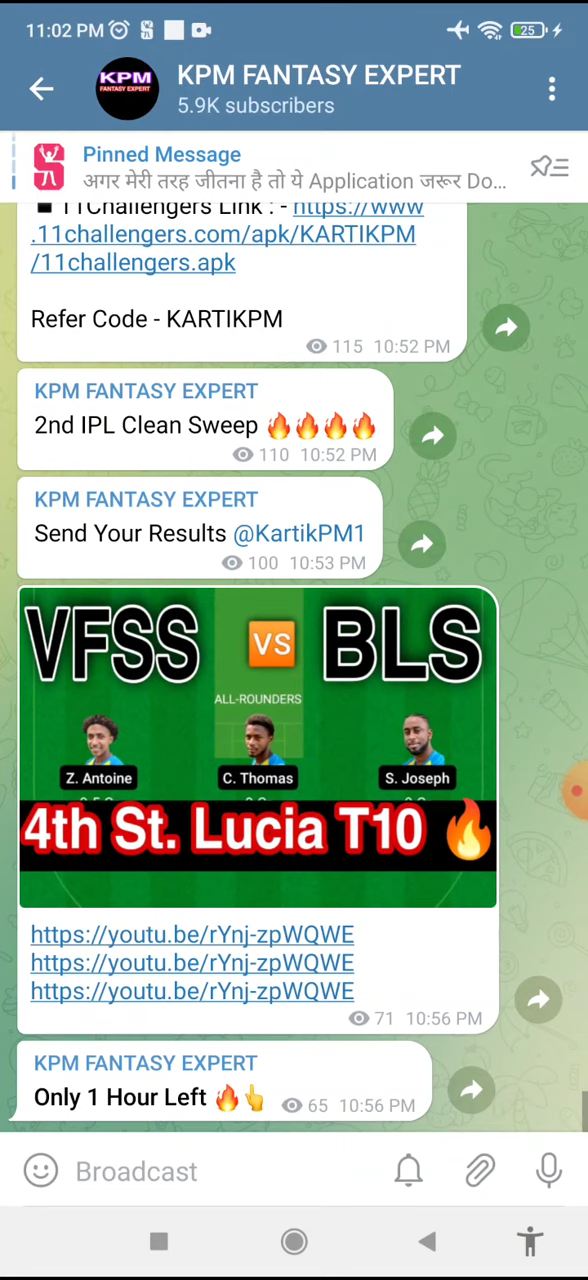 11:02 PM
25
KPM
FANTASY EXPERT
KPM FANTASY EXPERT
5.9K subscribers
Pinned Message
अगर मेरी तरह जीतना है तो ये Application जरूर Do...
11Challengers Link : - https://www
.11challengers.com/apk/KARTIKPM
/11challengers.apk
Refer Code - KARTIKPM
115 10:52 PM
KPM FANTASY EXPERT
2nd IPL Clean Sweep 🔥🔥🔥🔥
110 10:52 PM
KPM FANTASY EXPERT
Send Your Results @KartikPM1
100 10:53 PM
VFSS VS BLS
ALL-ROUNDERS
Z. Antoine C. Thomas S. Joseph
4th St. Lucia T10 🔥
https://youtu.be/rYnj-zpWQWE
https://youtu.be/rYnj-zpWQWE
https://youtu.be/rYnj-zpWQWE
71 10:56 PM
KPM FANTASY EXPERT
Only 1 Hour Left 🔥👆 65 10:56 PM
Broadcast